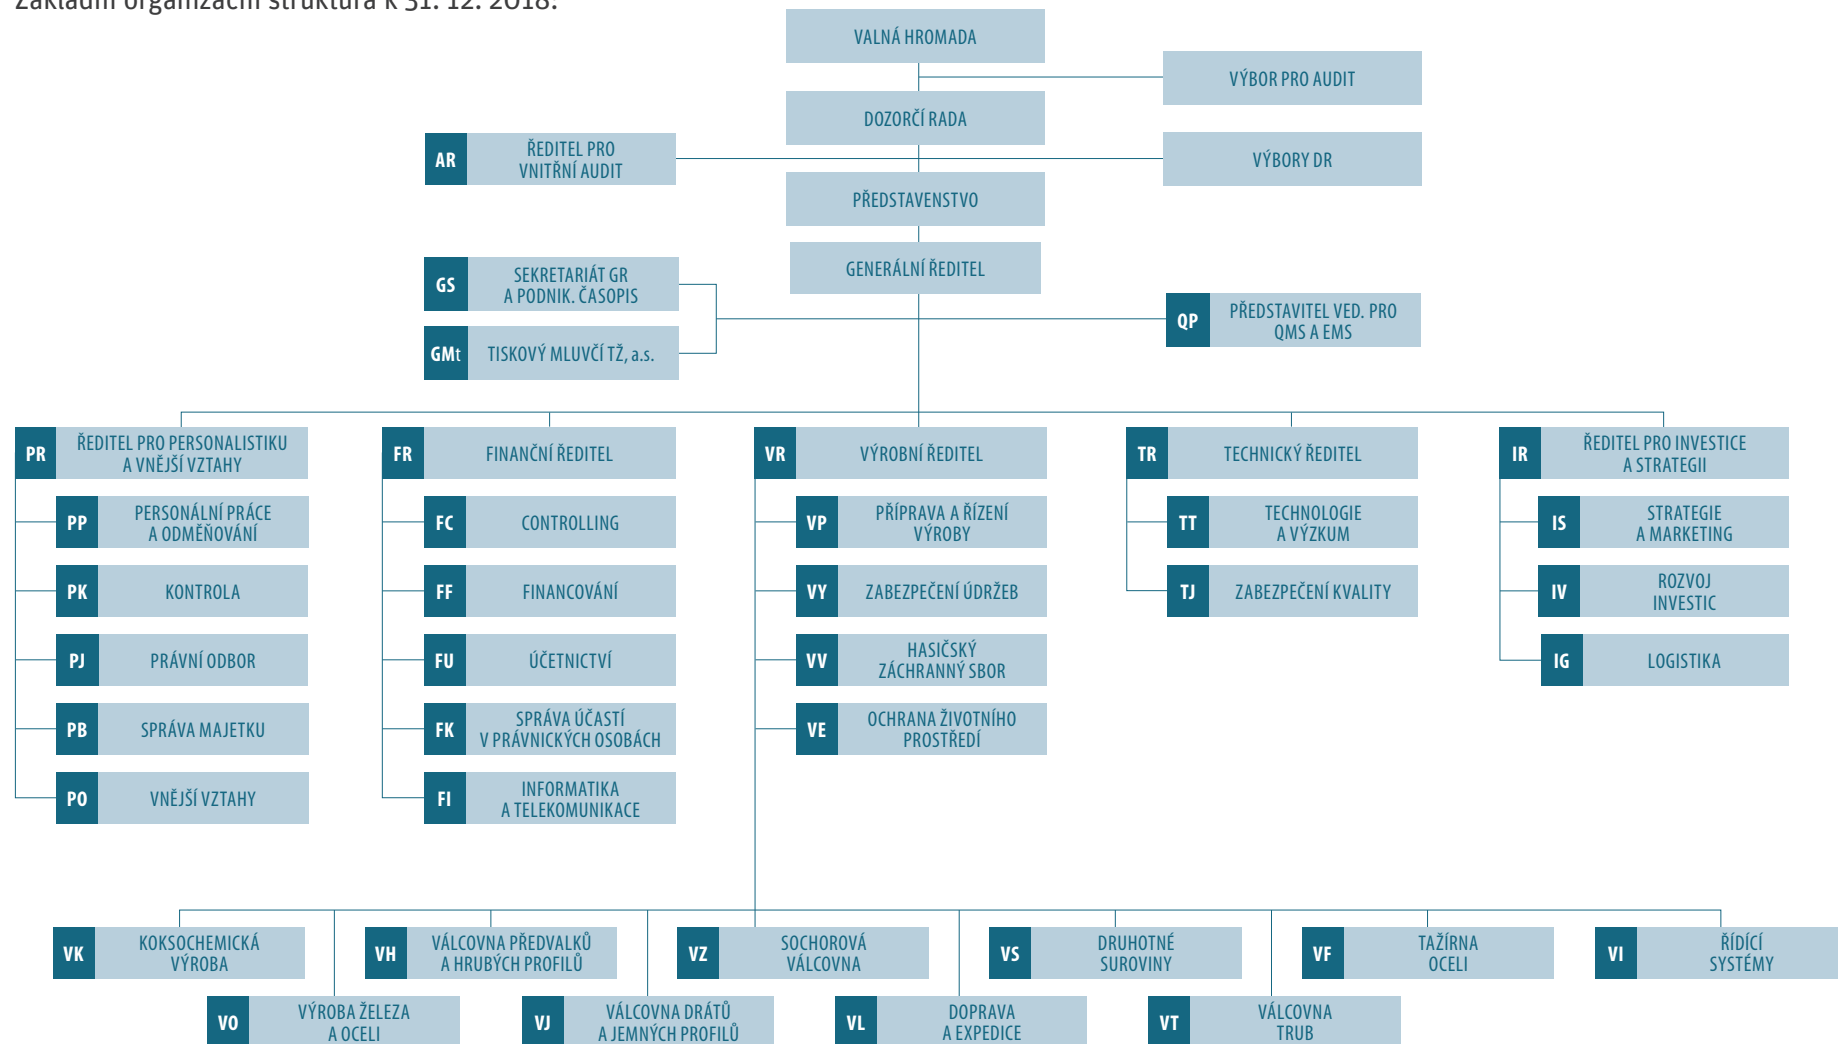 Základní organizační struktura k 31. 12. 2018.
VALNÁ HROMADA
VÝBOR PRO AUDIT
DOZORČÍ RADA
AR
ŘEDITEL PRO
VNITŘNÍ AUDIT
VÝBORY DR
PŘEDSTAVENSTVO
GENERÁLNÍ ŘEDITEL
GS
SEKRETARIÁT GR
A PODNIK. ČASOPIS
QP
PŘEDSTAVITEL VED. PRO
QMS A EMS
GMt
TISKOVÝ MLUVČÍ TŽ, a.s.
PR
ŘEDITEL PRO PERSONALISTIKU
A VNĚJŠÍ VZTAHY
PP
PERSONÁLNÍ PRÁCE
A ODMĚŇOVÁNÍ
PK
KONTROLA
PJ
PRÁVNÍ ODBOR
PB
SPRÁVA MAJETKU
PO
VNĚJŠÍ VZTAHY
FR
FINANČNÍ ŘEDITEL
FC
CONTROLLING
FF
FINANCOVÁNÍ
FU
ÚČETNICTVÍ
FK
SPRÁVA ÚČASTÍ
V PRÁVNICKÝCH OSOBÁCH
FI
INFORMATIKA
A TELEKOMUNIKACE
VR
VÝROBNÍ ŘEDITEL
VP
PŘÍPRAVA A ŘÍZENÍ
VÝROBY
VY
ZABEZPEČENÍ ÚDRŽEB
VV
HASIČSKÝ
ZÁCHRANNÝ SBOR
VE
OCHRANA ŽIVOTNÍHO
PROSTŘEDÍ
TR
TECHNICKÝ ŘEDITEL
TT
TECHNOLOGIE
A VÝZKUM
TJ
ZABEZPEČENÍ KVALITY
IR
ŘEDITEL PRO INVESTICE
A STRATEGII
IS
STRATEGIE
A MARKETING
IV
ROZVOJ
INVESTIC
IG
LOGISTIKA
VK
KOKSOCHEMICKÁ
VÝROBA
VH
VÁLCOVNA PŘEDVALKŮ
A HRUBÝCH PROFILŮ
VZ
SOCHOROVÁ
VÁLCOVNA
VS
DRUHOTNÉ
SUROVINY
VF
TAŽÍRNA
OCELI
VI
ŘÍDÍCÍ
SYSTÉMY
VO
VÝROBA ŽELEZA
A OCELI
VJ
VÁLCOVNA DRÁTŮ
A JEMNÝCH PROFILŮ
VL
DOPRAVA
A EXPEDICE
VT
VÁLCOVNA
TRUB